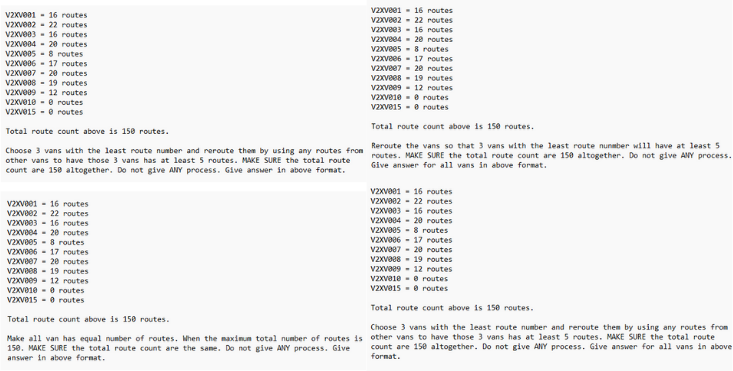 V2XV001 = 16 routes
V2XV002 = 22 routes
V2XV003 = 16 routes
V2XV004 = 20 routes
V2XV005 = 8 routes
V2XV006 = 17 routes
V2XV007 = 20 routes
V2XV008 = 19 routes
V2XV009 = 12 routes
V2XV010 = 0 routes
V2XV015 = 0 routes
Total route count above is 150 routes.
Choose 3 vans with the least route number and reroute them by using any routes from
other vans to have those 3 vans has at least 5 routes. MAKE SURE the total route
count are 150 altogether. Do not give ANY process. Give answer in above format.
V2XV001 = 16 routes
V2XV002 = 22 routes
V2XV003 = 16 routes
V2XV004 = 20 routes
V2XV005 = 8 routes
V2XV006 = 17 routes
V2XV007 = 20 routes
V2XV008 = 19 routes
V2XV009 = 12 routes
V2XV010 = 0 routes
V2XV015 = 0 routes
Total route count above is 150 routes.
Reroute the vans so that 3 vans with the least route nunmber will have at least 5
routes. MAKE SURE the total route count are 150 altogether. Do not give ANY process.
Give answer for all vans in above format.
V2XV001 = 16 routes
V2XV002 = 22 routes
V2XV003 = 16 routes
V2XV004 = 20 routes
V2XV005 = 8 routes
V2XV006 = 17 routes
V2XV007 = 20 routes
V2XV008 = 19 routes
V2XV009 = 12 routes
V2XV010 = 0 routes
V2XV015 = 0 routes
Total route count above is 150 routes.
Make all van has equal number of routes. When the maximum total number of routes is
150. MAKE SURE the total route count are the same. Do not give ANY process. Give
answer in above format.
V2XV001 = 16 routes
V2XV002 = 22 routes
V2XV003 = 16 routes
V2XV004 = 20 routes
V2XV005 = 8 routes
V2XV006 = 17 routes
V2XV007 = 20 routes
V2XV008 = 19 routes
V2XV009 = 12 routes
V2XV010 = 0 routes
V2XV015 = 0 routes
Total route count above is 150 routes.
Choose 3 vans with the least route number and reroute them by using any routes from
other vans to have those 3 vans has at least 5 routes. MAKE SURE the total route
count are 150 altogether. Do not give ANY process. Give answer for all vans in above
format.